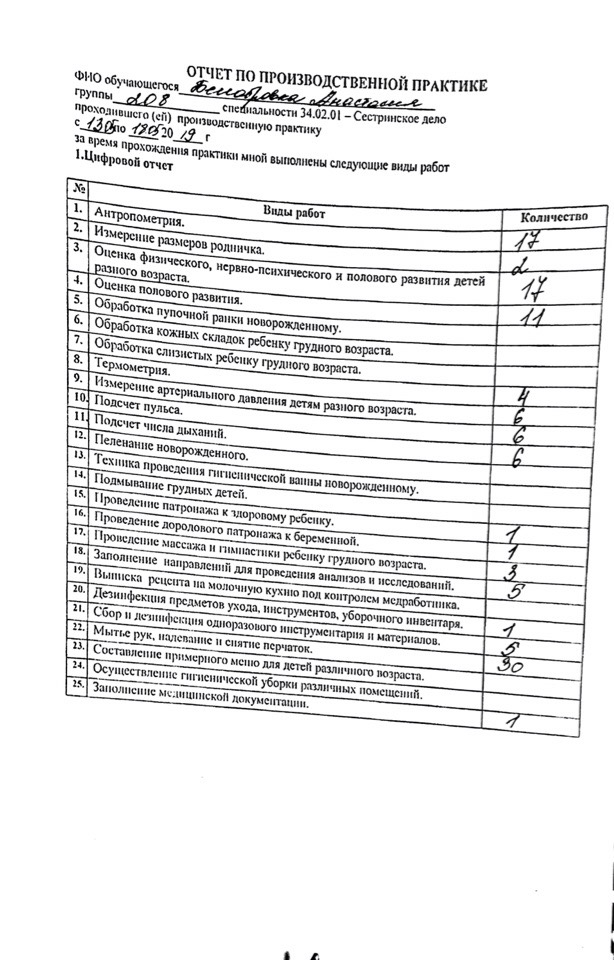 ОТЧЕТ ПО ПРОИЗВОДСТВЕННОЙ ПРАКТИКЕ
ФИО обучающегося Анастасия
группы 208 специальности 34.02.01 – Сестринское дело
проходившего (ей) производственную практику
с 13.05 по 18.05 20 19 г
за время прохождения практики мной выполнены следующие виды работ
1.Цифровой отчет
№ Виды работ Количество
1. Антропометрия. 17
2. Измерение размеров родничка. 2
3. Оценка физического, нервно-психического и полового развития детей
разного возраста. 17
4. Оценка полового развития. 11
5. Обработка пупочной ранки новорожденному.
6. Обработка кожных складок ребенку грудного возраста.
7. Обработка слизистых ребенку грудного возраста.
8. Термометрия. 4
9. Измерение артериального давления детям разного возраста. 6
10. Подсчет пульса. 6
11. Подсчет числа дыханий. 6
12. Пеленание новорожденного.
13. Техника проведения гигиенической ванны новорожденному.
14. Подмывание грудных детей.
15. Проведение патронажа к здоровому ребенку. 1
16. Проведение дородового патронажа к беременной. 1
17. Проведение массажа и гимнастики ребенку грудного возраста. 3
18. Заполнение направлений для проведения анализов и исследований. 5
19. Выписка рецепта на молочную кухню под контролем медработника.
20. Дезинфекция предметов ухода, инструментов, уборочного инвентаря. 1
21. Сбор и дезинфекция одноразового инструментария и материалов. 5
22. Мытье рук, надевание и снятие перчаток. 30
23. Составление примерного меню для детей различного возраста.
24. Осуществление гигиенической уборки различных помещений.
25. Заполнение медицинской документации. 1